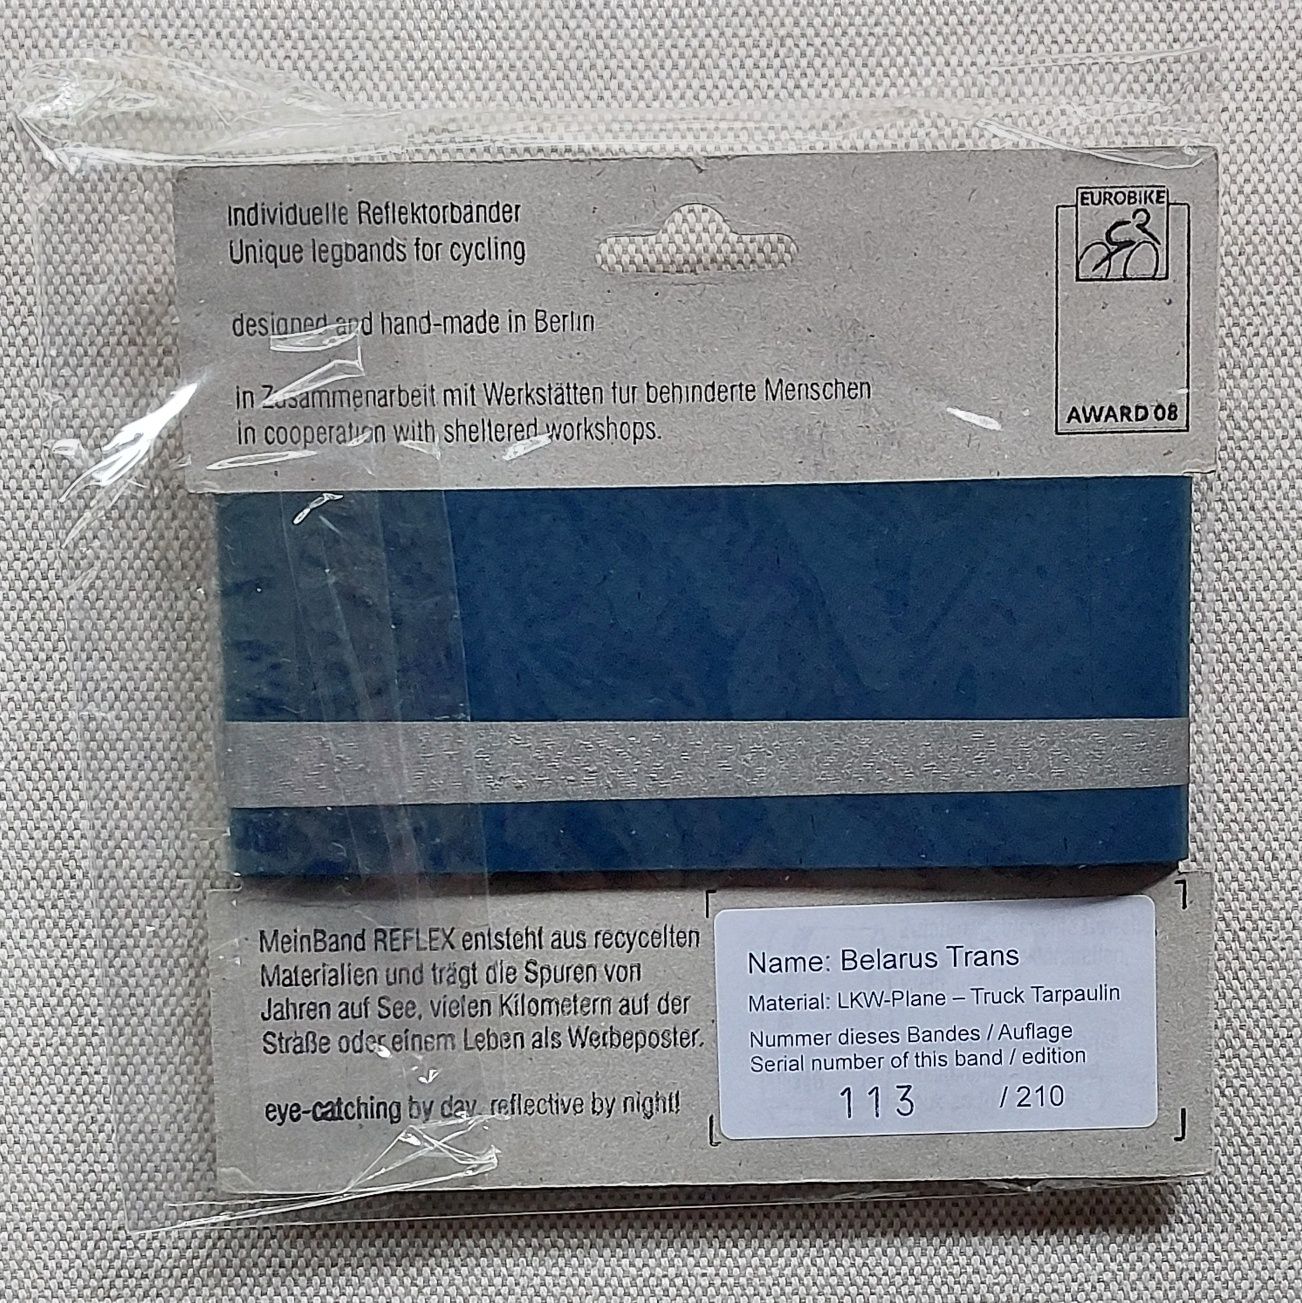 Individuelle Reflektorbänder
Unique legbands for cycling
designed and hand-made in Berlin
in Zusammenarbeit mit Werkstätten für behinderte Menschen
in cooperation with sheltered workshops.
EUROBIKE
AWARD 08
MeinBand REFLEX entsteht aus recycelten
Materialien und trägt die Spuren von
Jahren auf See, vielen Kilometern auf der
Straße oder einem Leben als Werbeposter.
eye-catching by day, reflective by night!
Name: Belarus Trans
Material: LKW-Plane – Truck Tarpaulin
Nummer dieses Bandes / Auflage
Serial number of this band / edition
113 / 210